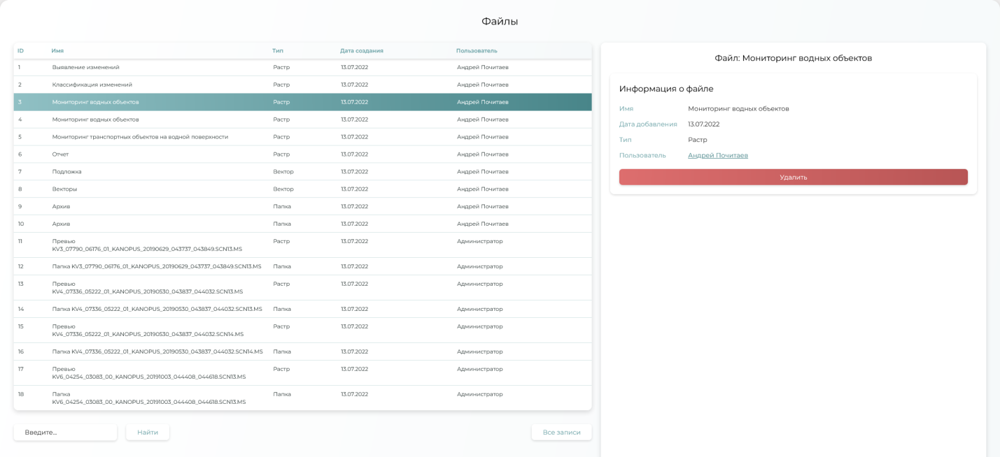 Файлы
ID Имя Тип Дата создания Пользователь
1 Выявление изменений Растр 13.07.2022 Андрей Почитаев
2 Классификация изменений Растр 13.07.2022 Андрей Почитаев
3 Мониторинг водных объектов Растр 13.07.2022 Андрей Почитаев
4 Мониторинг водных объектов Растр 13.07.2022 Андрей Почитаев
5 Мониторинг транспортных объектов на водной поверхности Растр 13.07.2022 Андрей Почитаев
6 Отчет Растр 13.07.2022 Андрей Почитаев
7 Подложка Вектор 13.07.2022 Андрей Почитаев
8 Векторы Вектор 13.07.2022 Андрей Почитаев
9 Архив Папка 13.07.2022 Андрей Почитаев
10 Архив Папка 13.07.2022 Андрей Почитаев
11 Превью Растр 13.07.2022 Администратор
KV3_07790_06176_01_KANOPUS_20190629_043737_043849.SCN13.MS
12 Папка KV3_07790_06176_01_KANOPUS_20190629_043737_043849.SCN13.MS Папка 13.07.2022 Администратор
13 Превью Растр 13.07.2022 Администратор
KV4_07336_05222_01_KANOPUS_20190530_043837_044032.SCN13.MS
14 Папка KV4_07336_05222_01_KANOPUS_20190530_043837_044032.SCN13.MS Папка 13.07.2022 Администратор
15 Превью Растр 13.07.2022 Администратор
KV4_07336_05222_01_KANOPUS_20190530_043837_044032.SCN14.MS
16 Папка KV4_07336_05222_01_KANOPUS_20190530_043837_044032.SCN14.MS Папка 13.07.2022 Администратор
17 Превью Растр 13.07.2022 Администратор
KV6_04254_03083_00_KANOPUS_20191003_044408_044618.SCN13.MS
18 Папка Папка 13.07.2022 Администратор
KV6_04254_03083_00_KANOPUS_20191003_044408_044618.SCN13.MS
Введите... Найти Все записи
Файл: Мониторинг водных объектов
Информация о файле
Имя Мониторинг водных объектов
Дата добавления 13.07.2022
Тип Растр
Пользователь Андрей Почитаев
Удалить